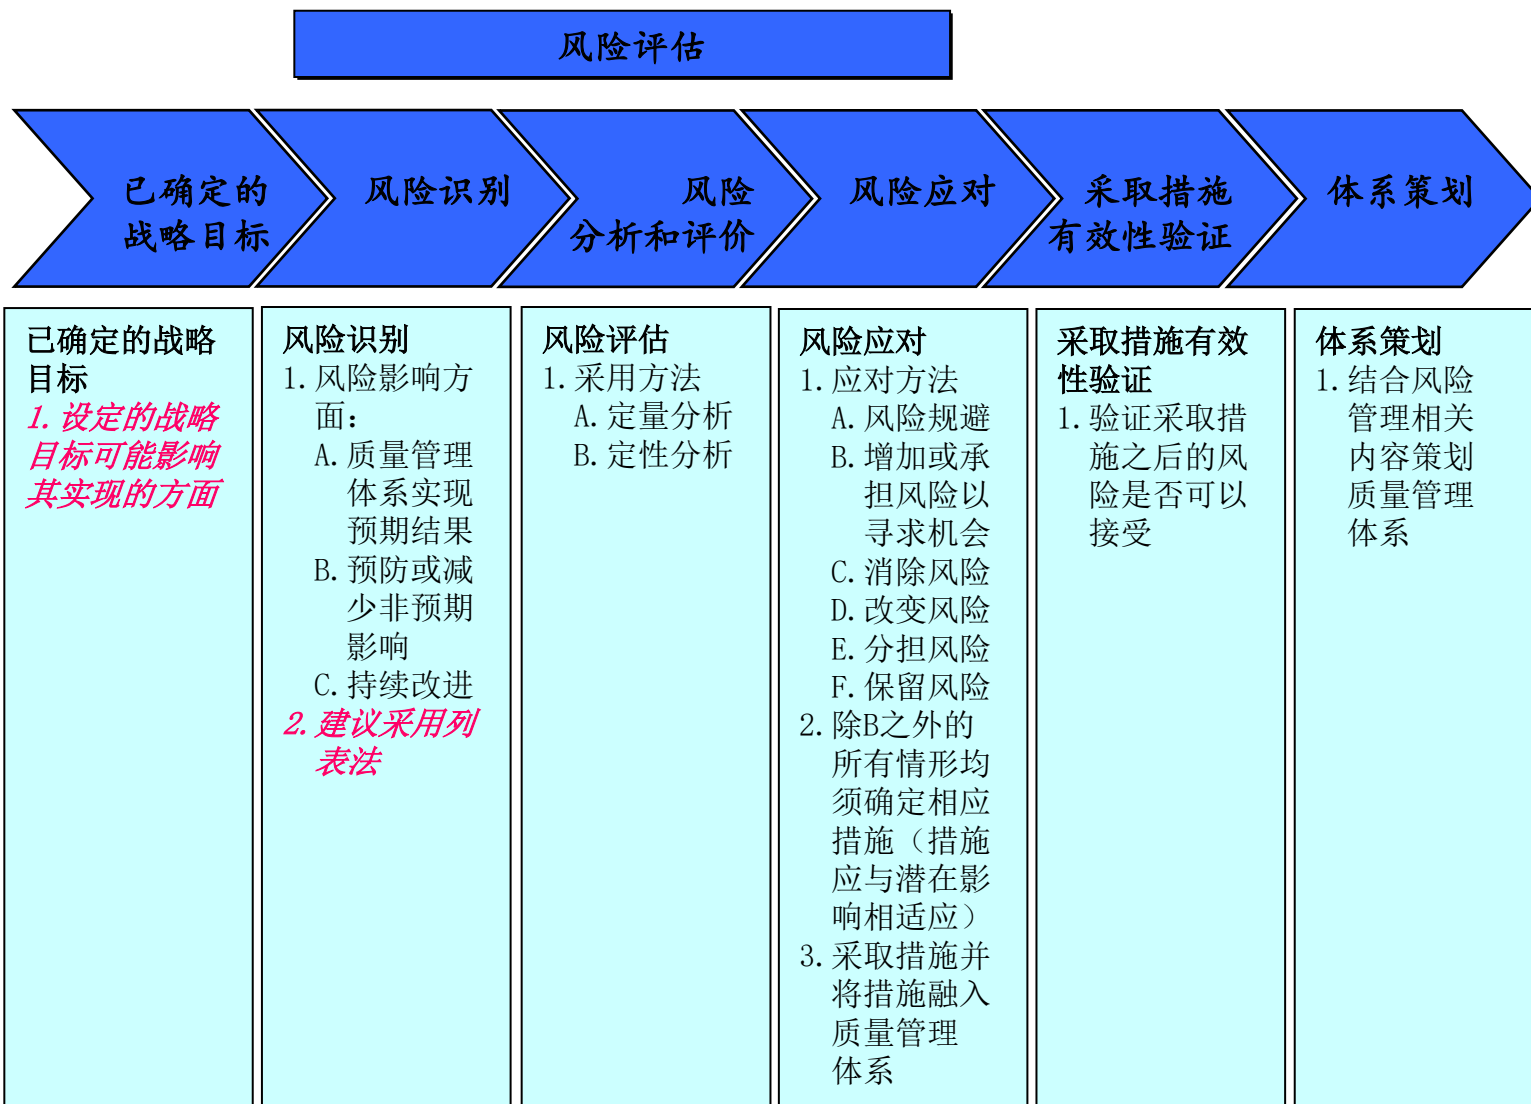 风险评估
已确定的
战略目标
风险识别
风险
分析和评价
风险应对
采取措施
有效性验证
体系策划
已确定的战略
目标
1.设定的战略
目标可能影响
其实现的方面
风险识别
1.风险影响方
面：
A.质量管理
体系实现
预期结果
B.预防或减
少非预期
影响
C.持续改进
2.建议采用列
表法
风险评估
1.采用方法
A.定量分析
B.定性分析
风险应对
1.应对方法
A.风险规避
B.增加或承
担风险以
寻求机会
C.消除风险
D.改变风险
E.分担风险
F.保留风险
2.除B之外的
所有情形均
须确定相应
措施（措施
应与潜在影
响相适应）
3.采取措施并
将措施融入
质量管理
体系
采取措施有效
性验证
1.验证采取措
施之后的风
险是否可以
接受
体系策划
1.结合风险
管理相关
内容策划
质量管理
体系